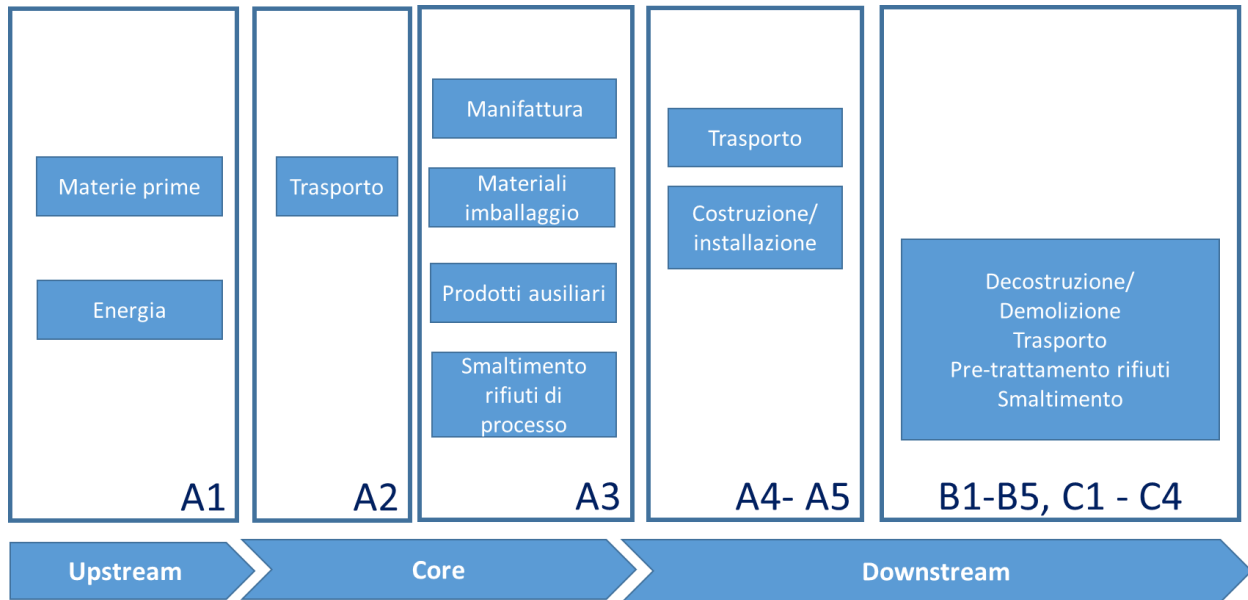 Materie prime
Energia
A1
Trasporto
A2
Manifattura
Materiali
imballaggio
Prodotti ausiliari
Smaltimento
rifiuti di
processo
A3
Trasporto
Costruzione/
installazione
A4- A5
Decostruzione/
Demolizione
Trasporto
Pre-trattamento rifiuti
Smaltimento
B1-B5, C1 - C4
Upstream
Core
Downstream